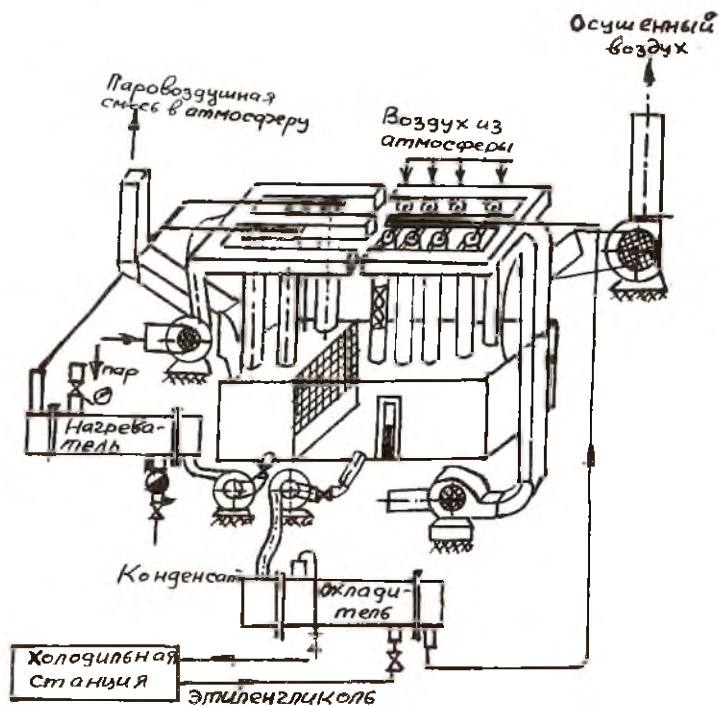 Осушенный
воздух
Паровоздушная
смесь в атмосферу
Воздух из
атмосферы
пар
Нагрева-
тель
Конденсат
Охлади-
тель
Холодильная
станция
Этиленгликоль